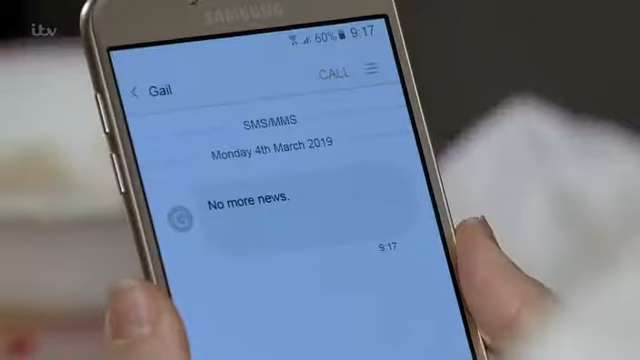 itv
SAMSUNG
60% 9:17
Gail
CALL
SMS/MMS
Monday 4th March 2019
No more news.
G
9:17